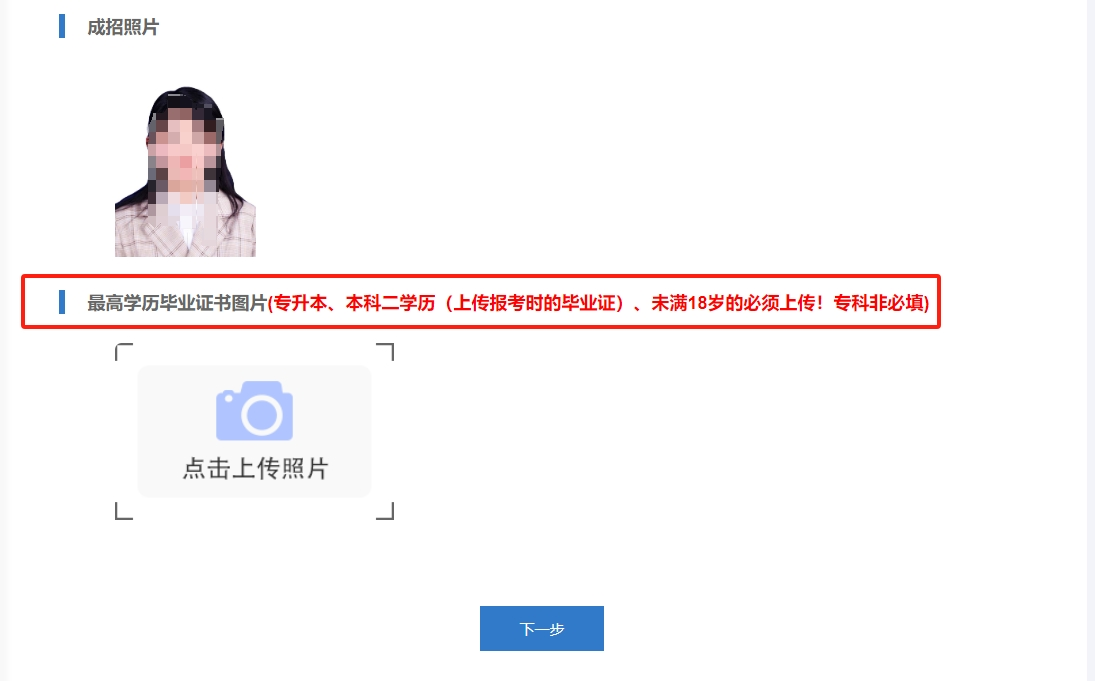 成招照片
最高学历毕业证书图片(专升本、本科二学历（上传报考时的毕业证）、未满18岁的必须上传！专科非必填)
点击上传照片
下一步